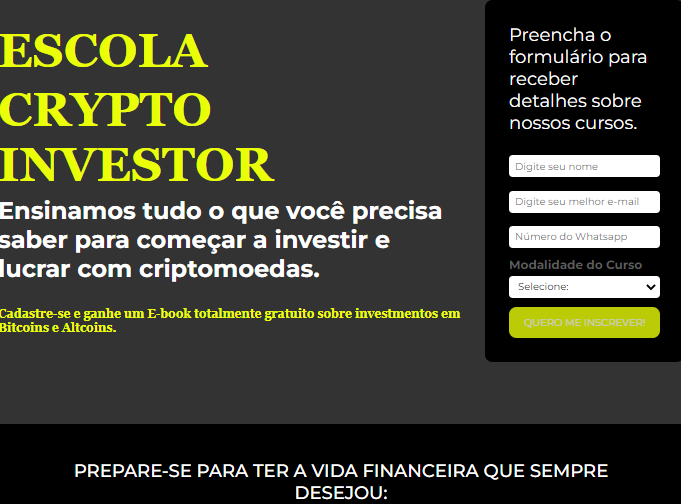 ESCOLA
CRYPTO
INVESTOR
Ensinamos tudo o que você precisa
saber para começar a investir e
lucrar com criptomoedas.
Cadastre-se e ganhe um E-book totalmente gratuito sobre investmentos em
Bitcoins e Altcoins.
Preencha o
formulário para
receber
detalhes sobre
nossos cursos.
Digite seu nome
Digite seu melhor e-mail
Número do Whatsapp
Modalidade do Curso
Selecione:
QUERO ME INSCREVER!
PREPARE-SE PARA TER A VIDA FINANCEIRA QUE SEMPRE
DESEJOU: